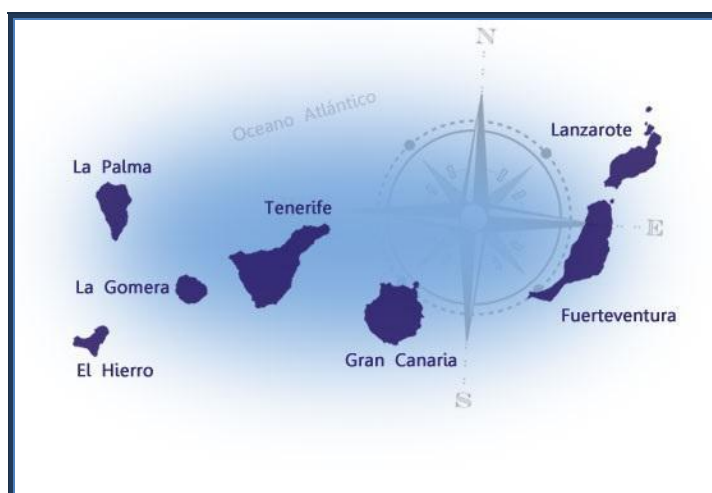 N
Oceano Atlántico
Lanzarote
La Palma
Tenerife
E
La Gomera
Fuerteventura
Gran Canaria
El Hierro
S